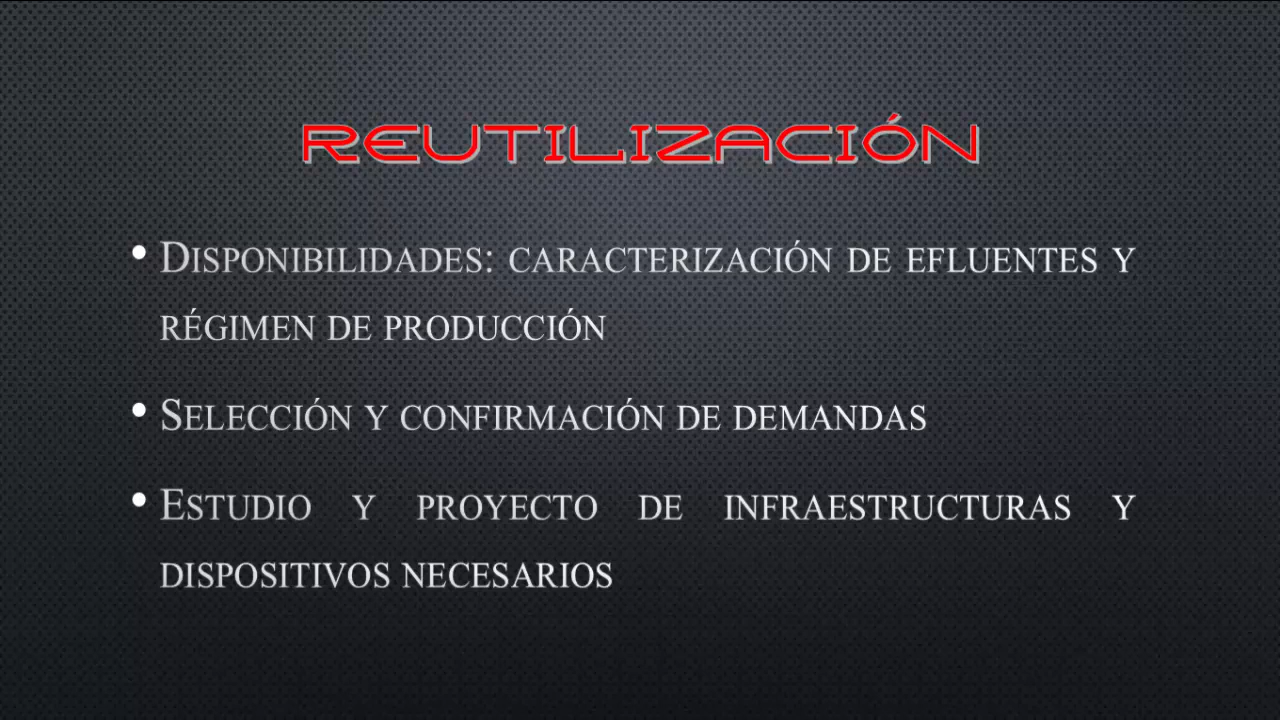 REUTILIZACIÓN
• Disponibilidades: caracterización de efluentes y
régimen de producción
• Selección y confirmación de demandas
• Estudio y proyecto de infraestructuras y
dispositivos necesarios